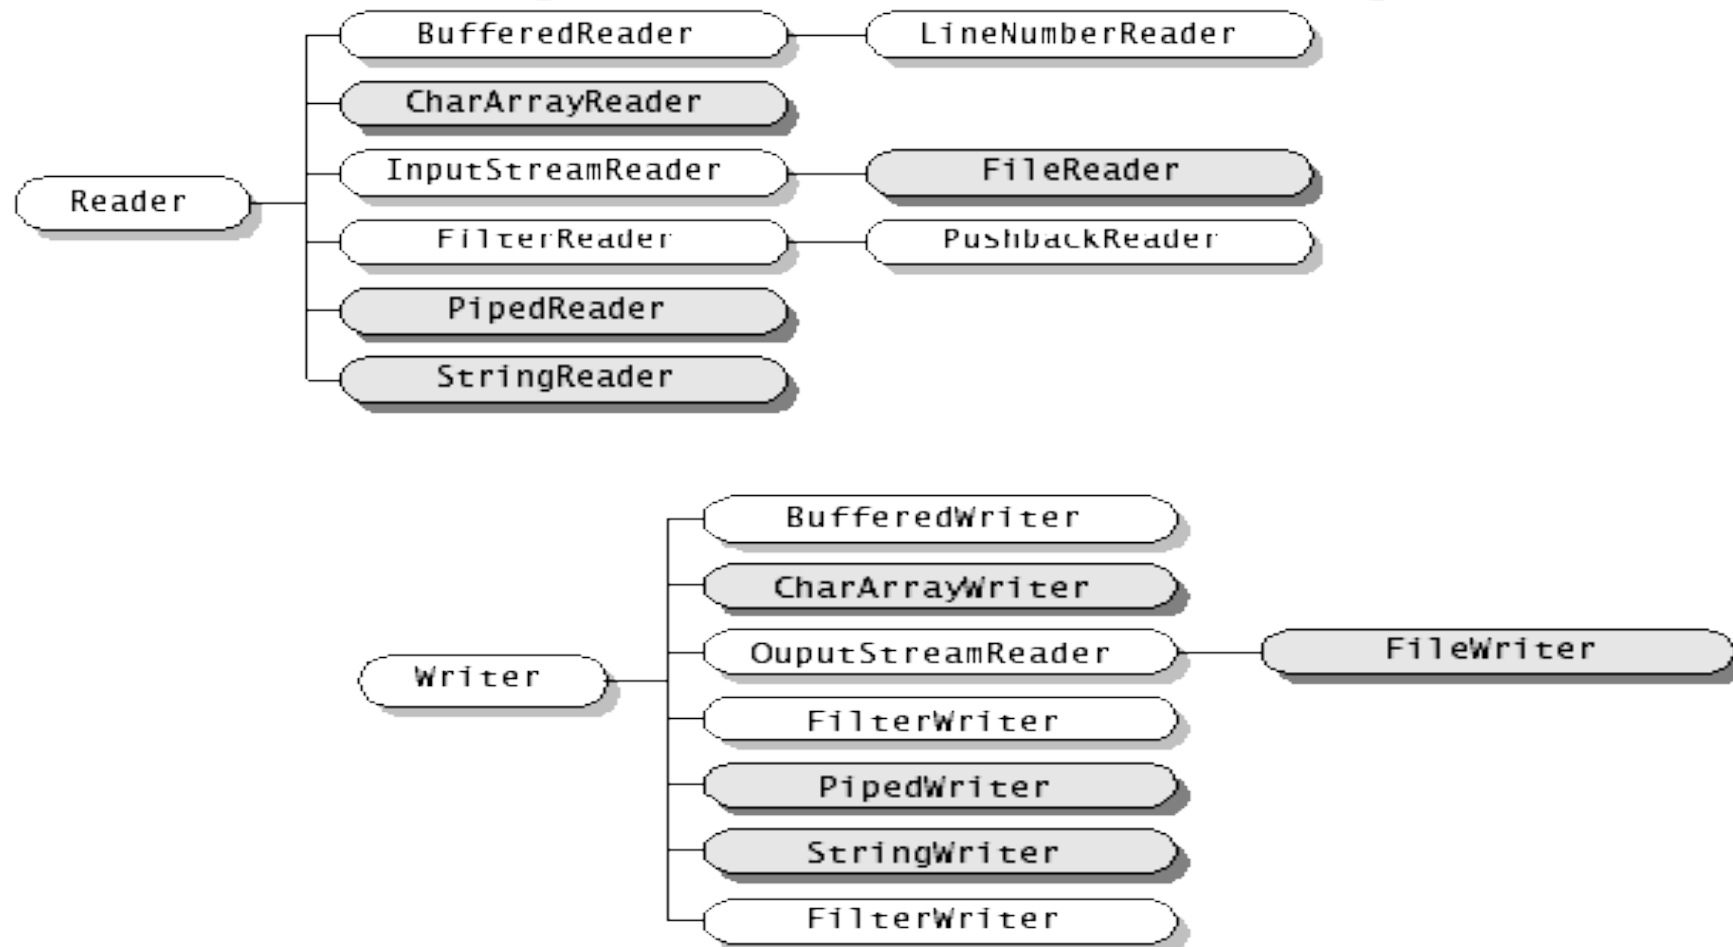 BufferedReader
LineNumberReader
CharArrayReader
InputStreamReader
FileReader
Reader
FilterReader
PushbackReader
PipedReader
StringReader
BufferedWriter
CharArrayWriter
OuputStreamReader
FileWriter
Writer
FilterWriter
PipedWriter
StringWriter
FilterWriter